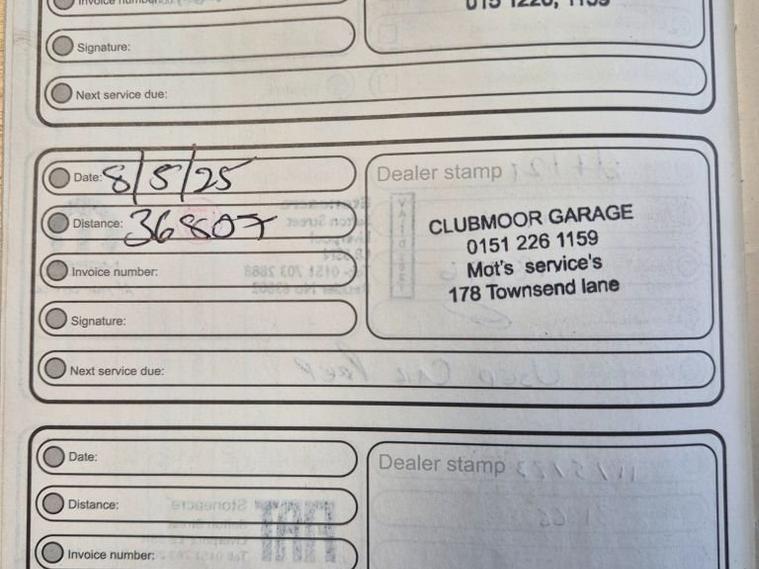 Signature:
Next service due:
Date: 8/5/25
Dealer stamp
Distance: 36807
CLUBMOOR GARAGE
0151 226 1159
Mot's service's
178 Townsend lane
Invoice number:
Signature:
Next service due:
Date:
Dealer stamp
Distance:
Invoice number: